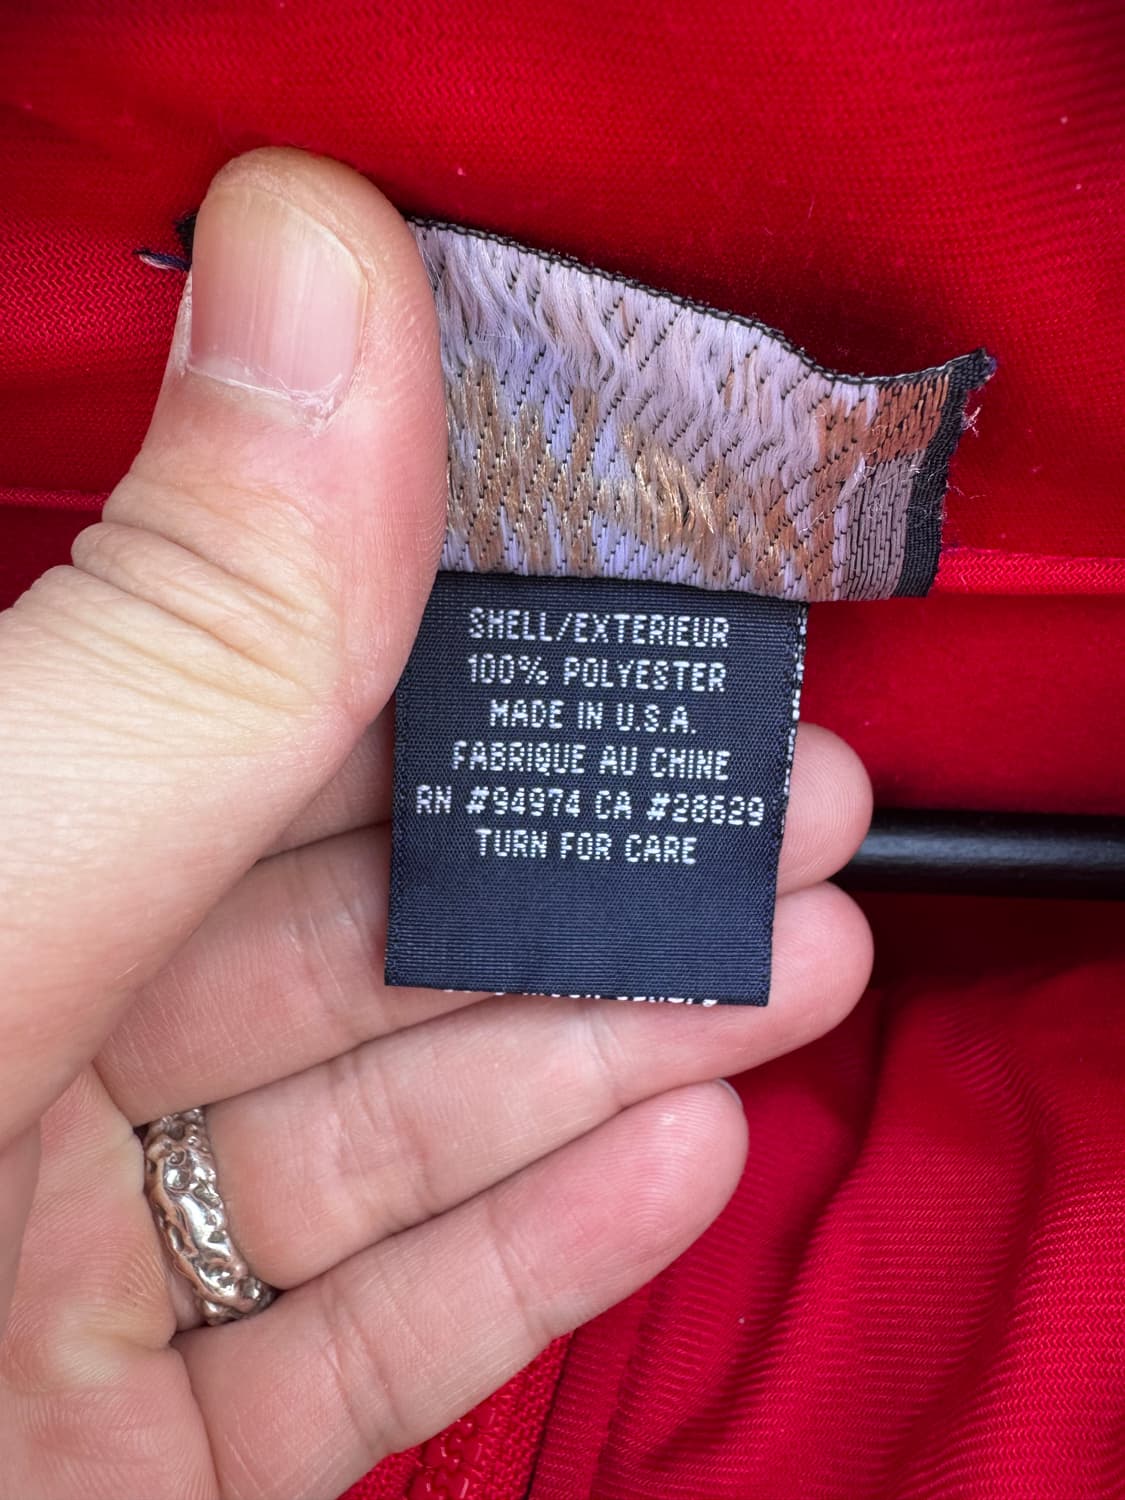 SHELL/EXTERIEUR
100% POLYESTER
MADE IN U.S.A.
FABRIQUE AU CHINE
RN #94974 CA #28629
TURN FOR CARE